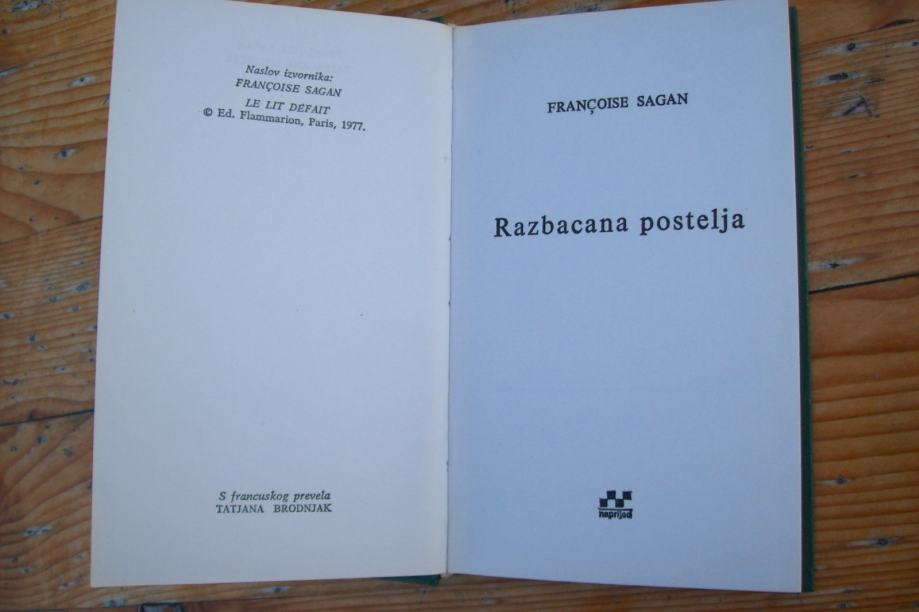 Naslov izvornika:
FRANÇOISE SAGAN
LE LIT DÉFAIT
© Ed. Flammarion, Paris, 1977.
S francuskog prevela
TATJANA BRODNJAK
FRANÇOISE SAGAN
Razbacana postelja
naprijed